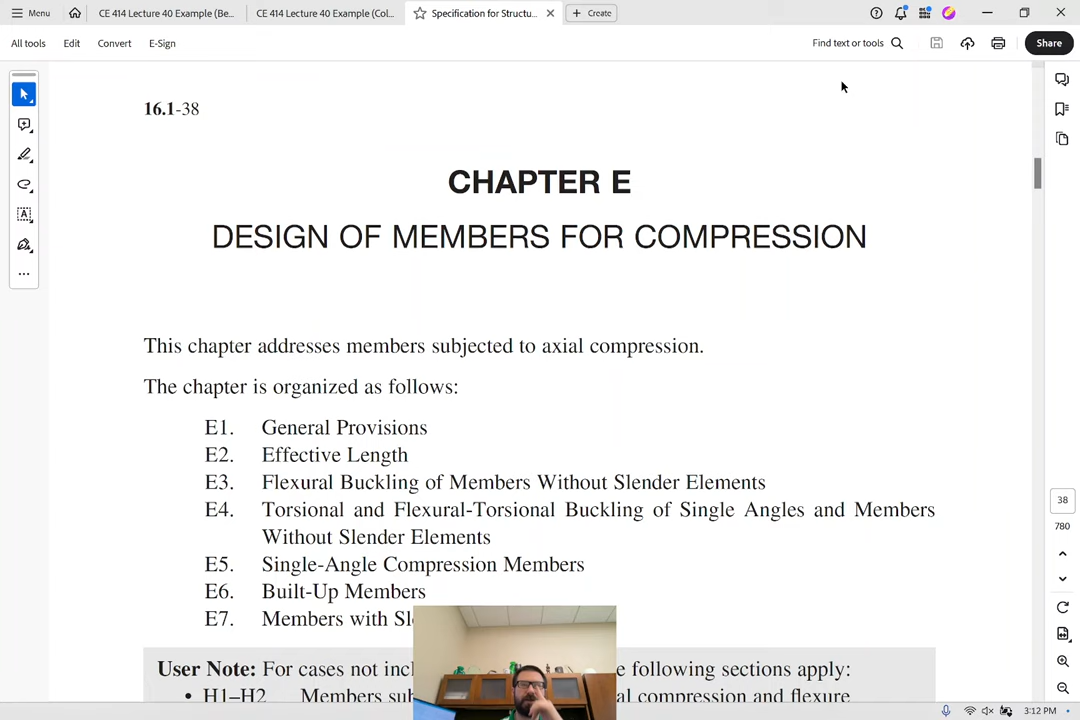 Menu
CE 414 Lecture 40 Example (Be...
CE 414 Lecture 40 Example (Col...
Specification for Structu...
Create
All tools
Edit
Convert
E-Sign
Find text or tools
Share
16.1-38
CHAPTER E
DESIGN OF MEMBERS FOR COMPRESSION
This chapter addresses members subjected to axial compression.
The chapter is organized as follows:
E1. General Provisions
E2. Effective Length
E3. Flexural Buckling of Members Without Slender Elements
E4. Torsional and Flexural-Torsional Buckling of Single Angles and Members
Without Slender Elements
E5. Single-Angle Compression Members
E6. Built-Up Members
E7. Members with
User Note: For cases not following sections apply:
• H1–H2 Members compression and flexure
38
780
3:12 PM